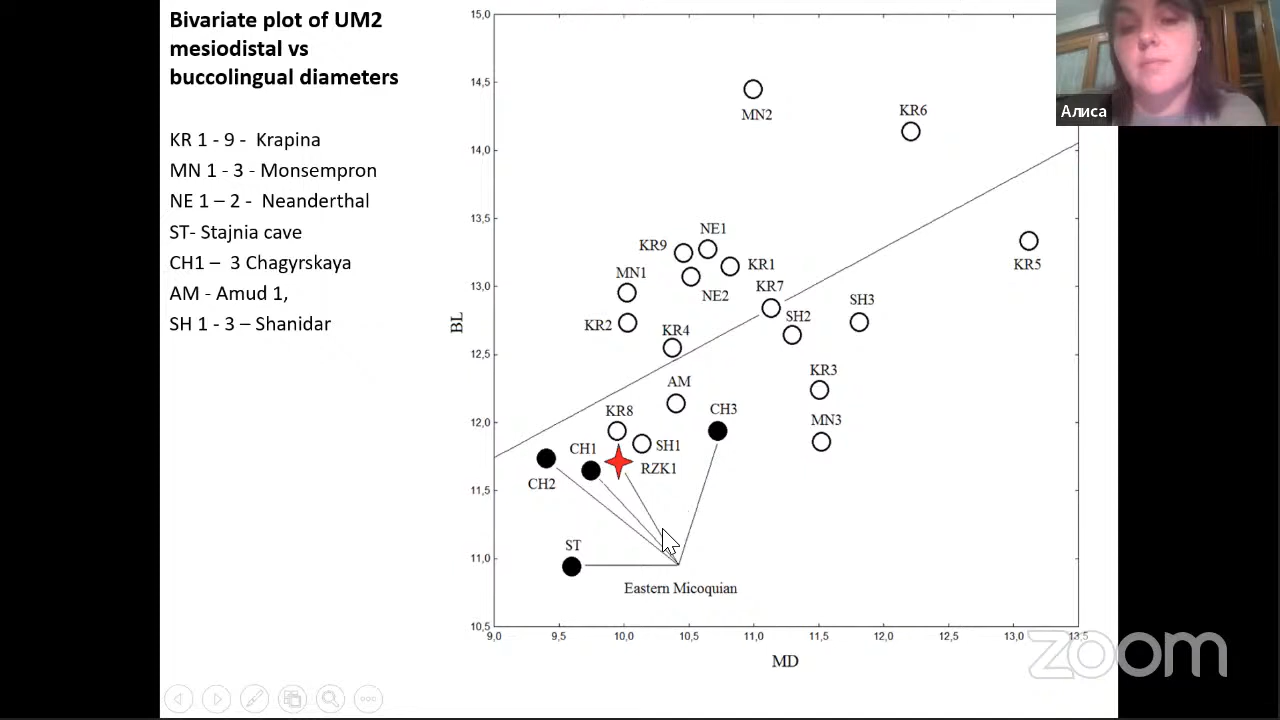 Bivariate plot of UM2
mesiodistal vs
buccolingual diameters
KR 1 - 9 - Krapina
MN 1 - 3 - Monsempron
NE 1 – 2 - Neanderthal
ST- Stajnia cave
CH1 – 3 Chagyrskaya
AM - Amud 1,
SH 1 - 3 – Shanidar
Алиса
15,0
14,5
14,0
13,5
13,0
12,5
12,0
11,5
11,0
10,5
BL
MN2
KR6
NE1
KR9
KR1
KR5
MN1
NE2
KR7
SH3
KR2
KR4
SH2
AM
KR3
KR8
CH3
MN3
CH1
SH1
CH2
RZK1
ST
Eastern Micoquian
9,0 9,5 10,0 10,5 11,0 11,5 12,0 12,5 13,0 13,5
MD
zoom